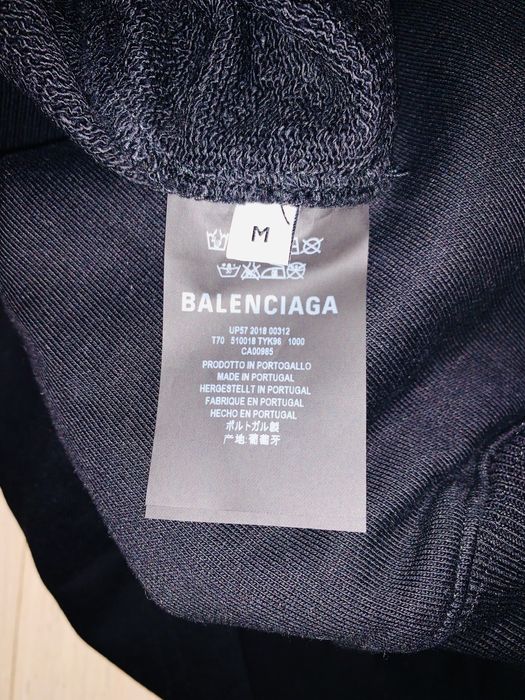 M
BALENCIAGA
UP57 2018 00312
T70 510018 TYK96 1000
CA00985
PRODOTTO IN PORTOGALLO
MADE IN PORTUGAL
HERGESTELLT IN PORTUGAL
FABRIQUE EN PORTUGAL
HECHO EN PORTUGAL
ポルトガル製
产地:葡萄牙